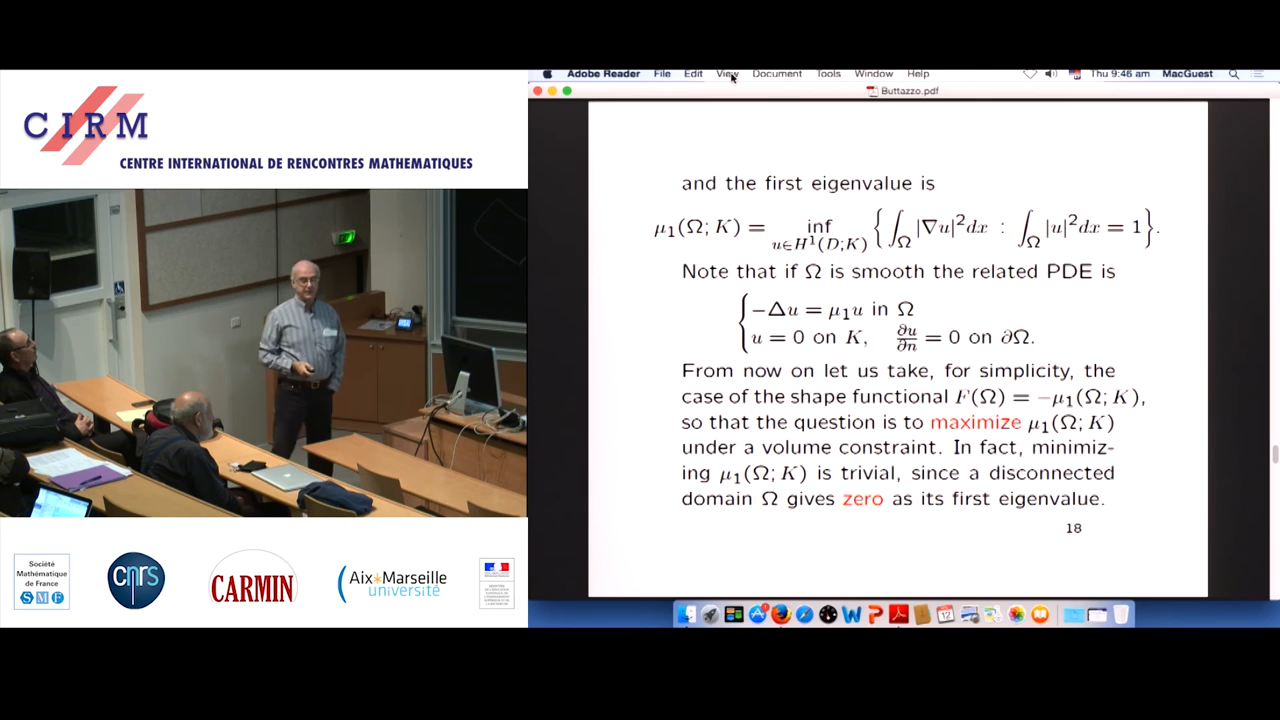 CIRM
CENTRE INTERNATIONAL DE RENCONTRES MATHEMATIQUES
Adobe Reader File Edit View Document Tools Window Help Thu 9:46 am MacGuest
Buttazzo.pdf
and the first eigenvalue is
μ₁(Ω; K) = inf_{u∈H¹(D;K)} { ∫_Ω |∇u|² dx : ∫_Ω |u|² dx = 1 }.
Note that if Ω is smooth the related PDE is
−Δu = μ₁u in Ω
u = 0 on K, ∂u/∂n = 0 on ∂Ω.
From now on let us take, for simplicity, the
case of the shape functional F(Ω) = −μ₁(Ω; K),
so that the question is to maximize μ₁(Ω; K)
under a volume constraint. In fact, minimiz-
ing μ₁(Ω; K) is trivial, since a disconnected
domain Ω gives zero as its first eigenvalue.
18
Société
Mathématique
de France
SMF
cnrs
CARMIN
Aix*Marseille
université